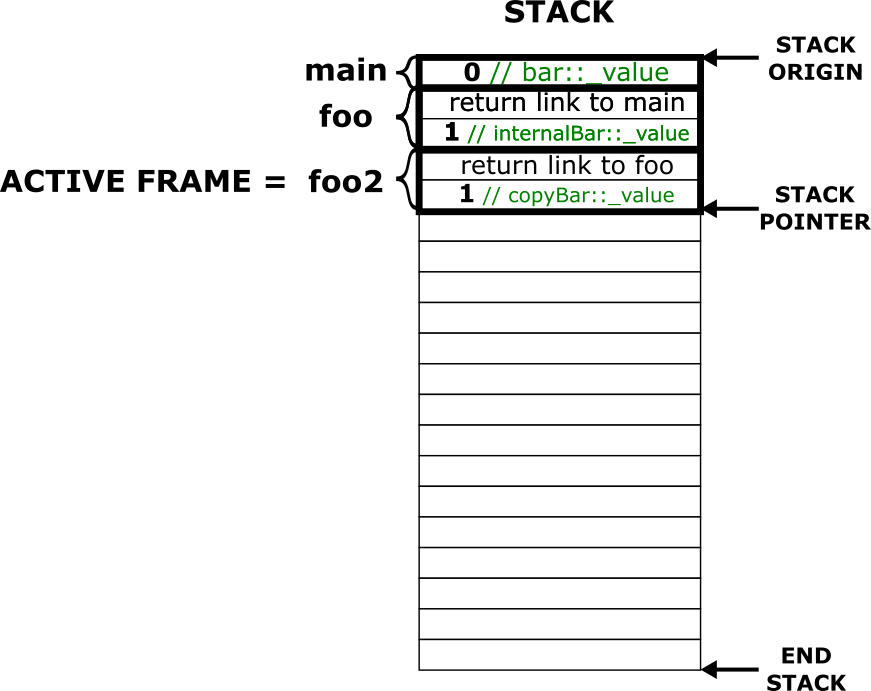 STACK
STACK
ORIGIN
main
0 // bar::_value
foo
return link to main
1 // internalBar::_value
ACTIVE FRAME = foo2
return link to foo
1 // copyBar::_value
STACK
POINTER
END
STACK